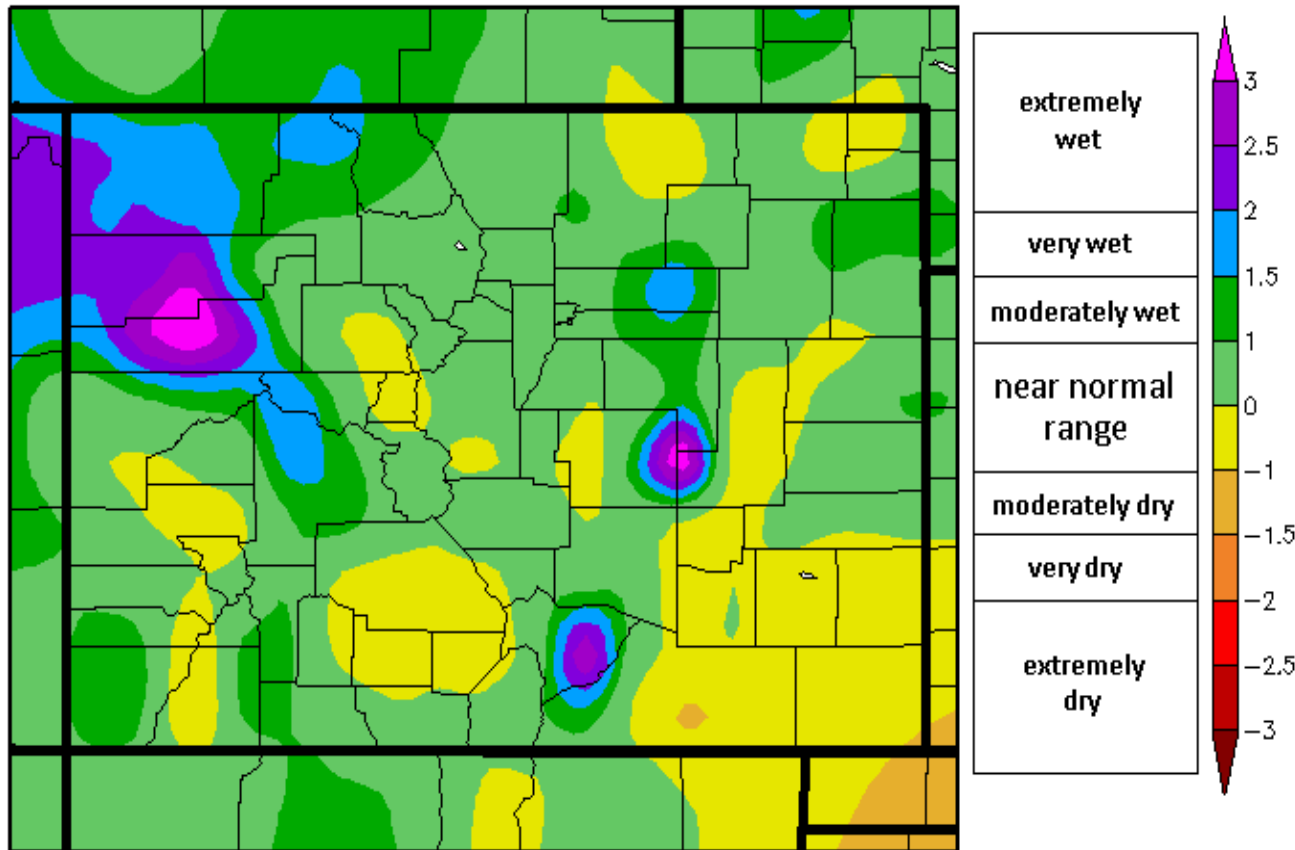 extremely
wet
very wet
moderately wet
near normal
range
moderately dry
very dry
extremely
dry
3
2.5
2
1.5
1
0
−1
−1.5
−2
−2.5
−3